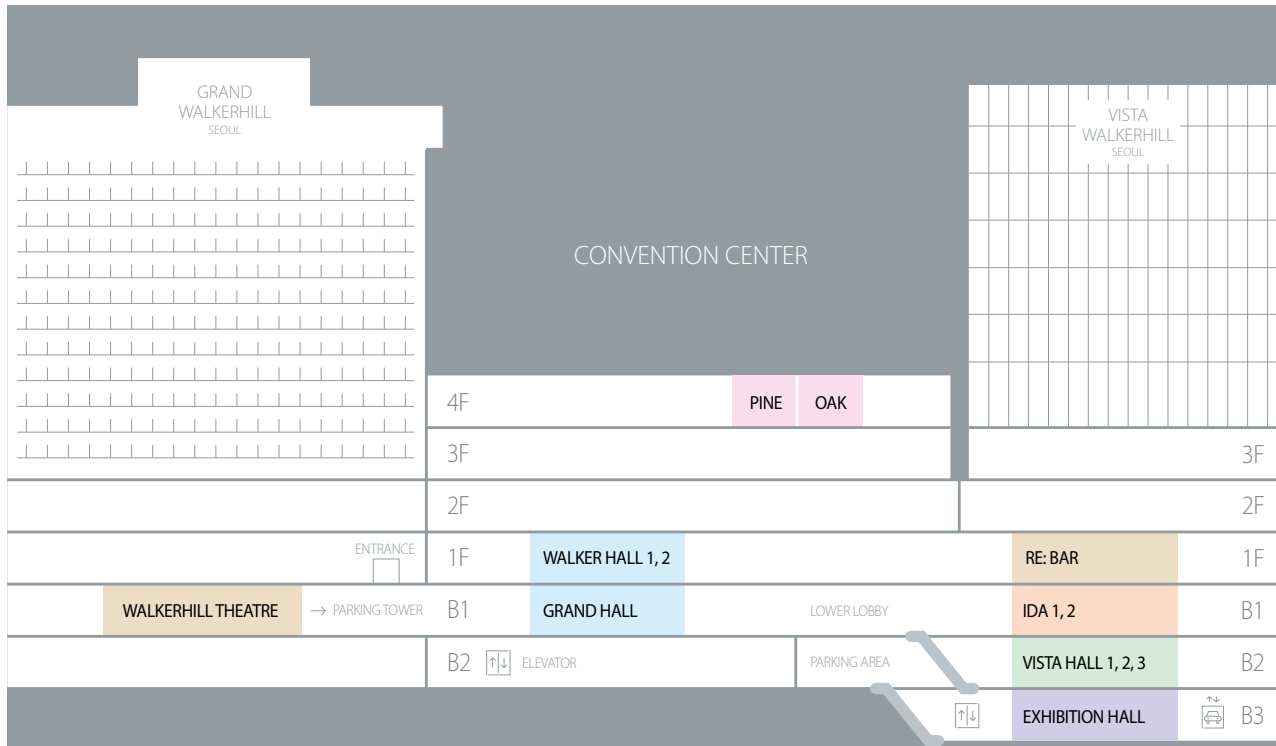 GRAND
WALKERHILL
SEOUL
VISTA
WALKERHILL
SEOUL
CONVENTION CENTER
4F
PINE
OAK
3F
3F
2F
2F
ENTRANCE
1F
WALKER HALL 1, 2
RE: BAR
1F
WALKERHILL THEATRE
→ PARKING TOWER
B1
GRAND HALL
LOWER LOBBY
IDA 1, 2
B1
B2
ELEVATOR
PARKING AREA
VISTA HALL 1, 2, 3
B2
EXHIBITION HALL
B3